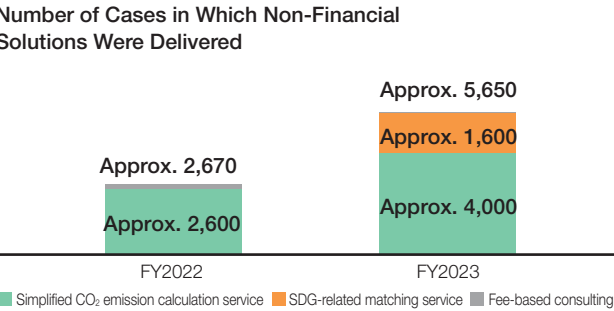 Number of Cases in Which Non-Financial
Solutions Were Delivered
Approx. 5,650
Approx. 1,600
Approx. 2,670
Approx. 4,000
Approx. 2,600
FY2022 FY2023
Simplified CO₂ emission calculation service SDG-related matching service Fee-based consulting